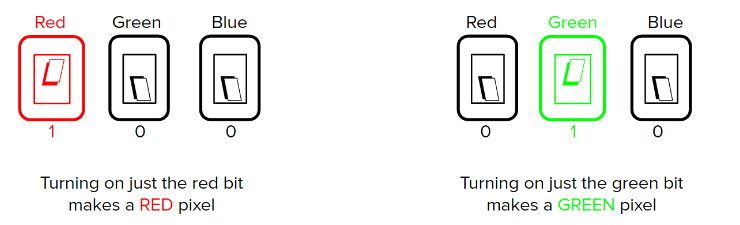 Red Green Blue
1 0 0
Turning on just the red bit
makes a RED pixel
Red Green Blue
0 1 0
Turning on just the green bit
makes a GREEN pixel